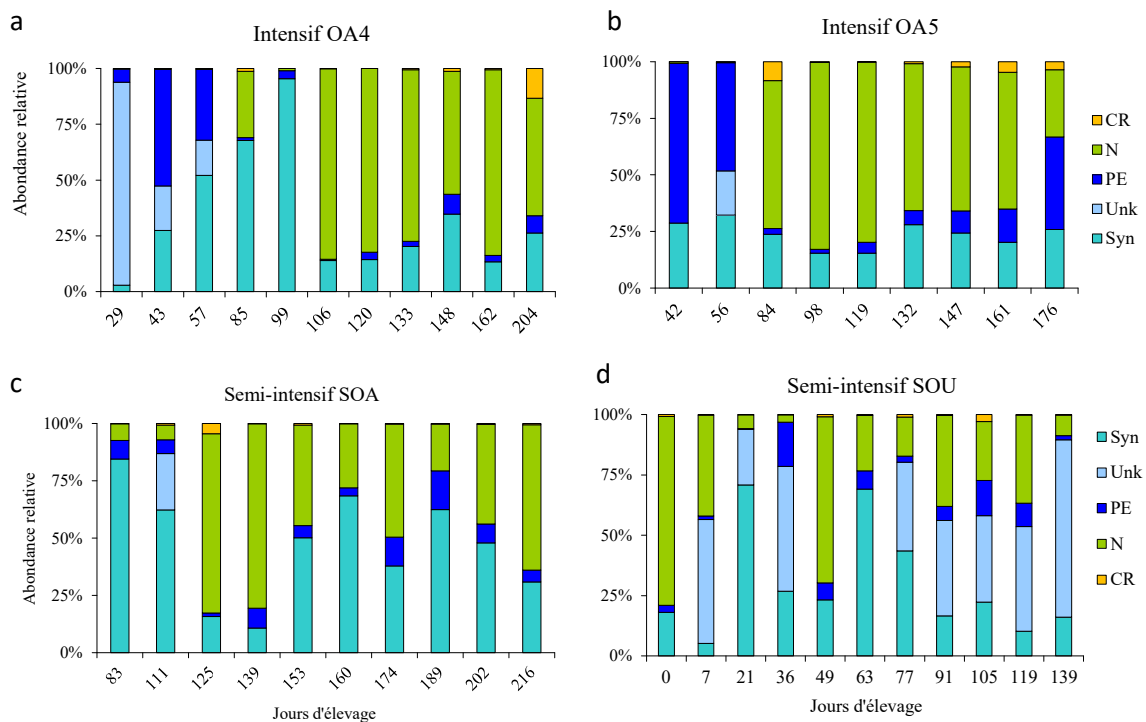 a
Intensif OA4
Abondance relative
100%
75%
50%
25%
0%
29 43 57 85 99 106 120 133 148 162 204
b
Intensif OA5
100%
75%
50%
25%
0%
42 56 84 98 119 132 147 161 176
CR
N
PE
Unk
Syn
c
Semi-intensif SOA
Abondance relative
100%
75%
50%
25%
0%
83 111 125 139 153 160 174 189 202 216
Jours d'élevage
d
Semi-intensif SOU
100%
75%
50%
25%
0%
0 7 21 36 49 63 77 91 105 119 139
Jours d'élevage
Syn
Unk
PE
N
CR